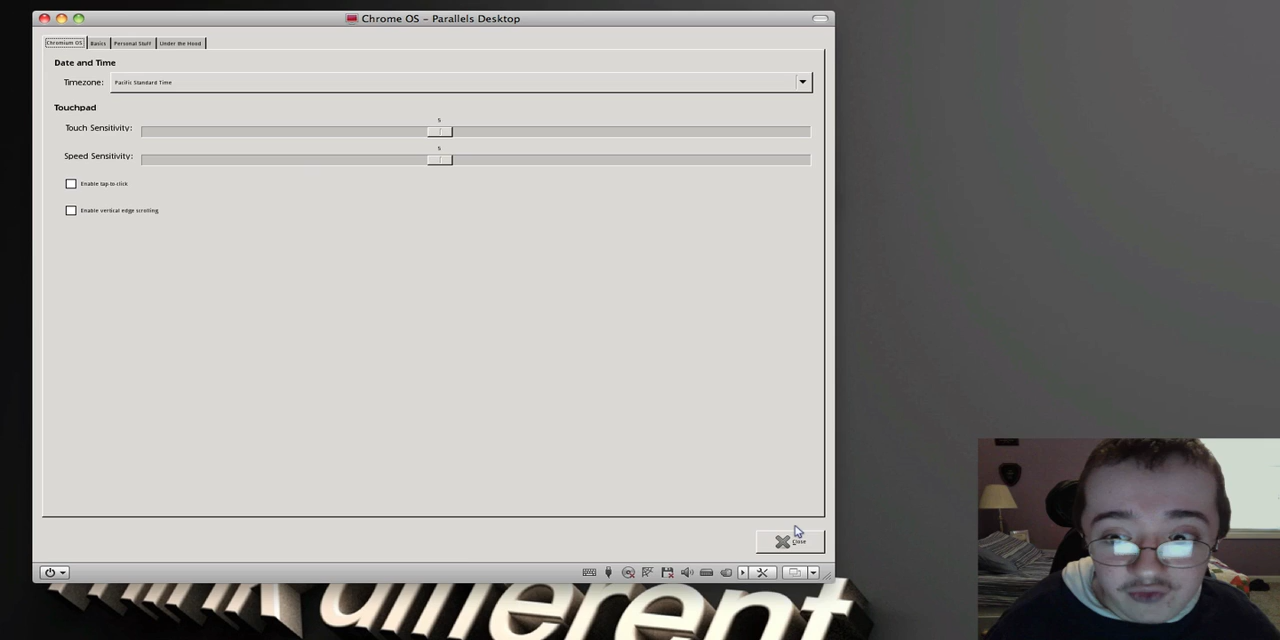 Chrome OS - Parallels Desktop
Chromium OS Basics Personal Stuff Under the Hood
Date and Time
Timezone: Pacific Standard Time
Touchpad
5
Touch Sensitivity:
5
Speed Sensitivity:
Enable tap-to-click
Enable vertical edge scrolling
Close
Think different